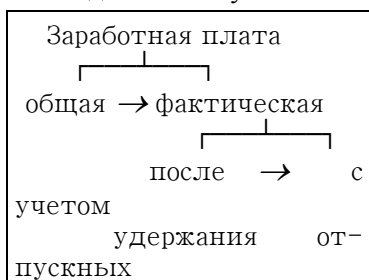 Заработная плата
общая → фактическая
после → с
учетом
удержания от-
пускных